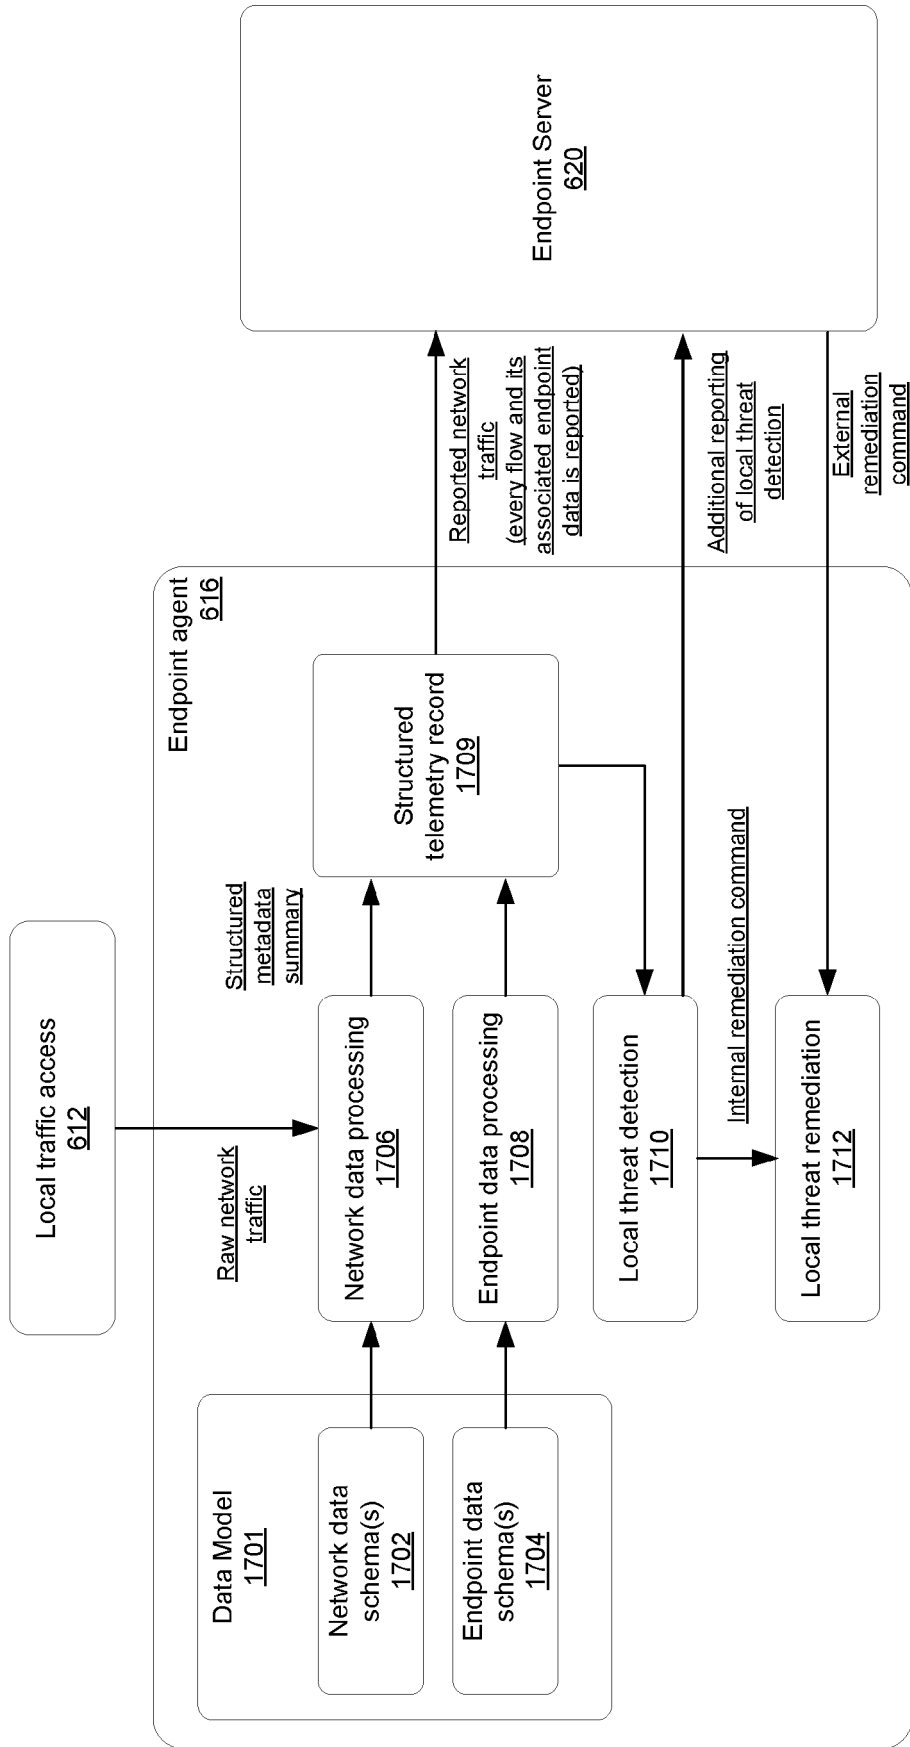 Local traffic access
612
Endpoint agent
616
Raw network
traffic
Data Model
1701
Network data
schema(s)
1702
Endpoint data
schema(s)
1704
Network data processing
1706
Endpoint data processing
1708
Structured
metadata
summary
Structured
telemetry record
1709
Local threat detection
1710
Internal remediation command
Local threat remediation
1712
Reported network
traffic
(every flow and its
associated endpoint
data is reported)
Additional reporting
of local threat
detection
External
remediation
command
Endpoint Server
620